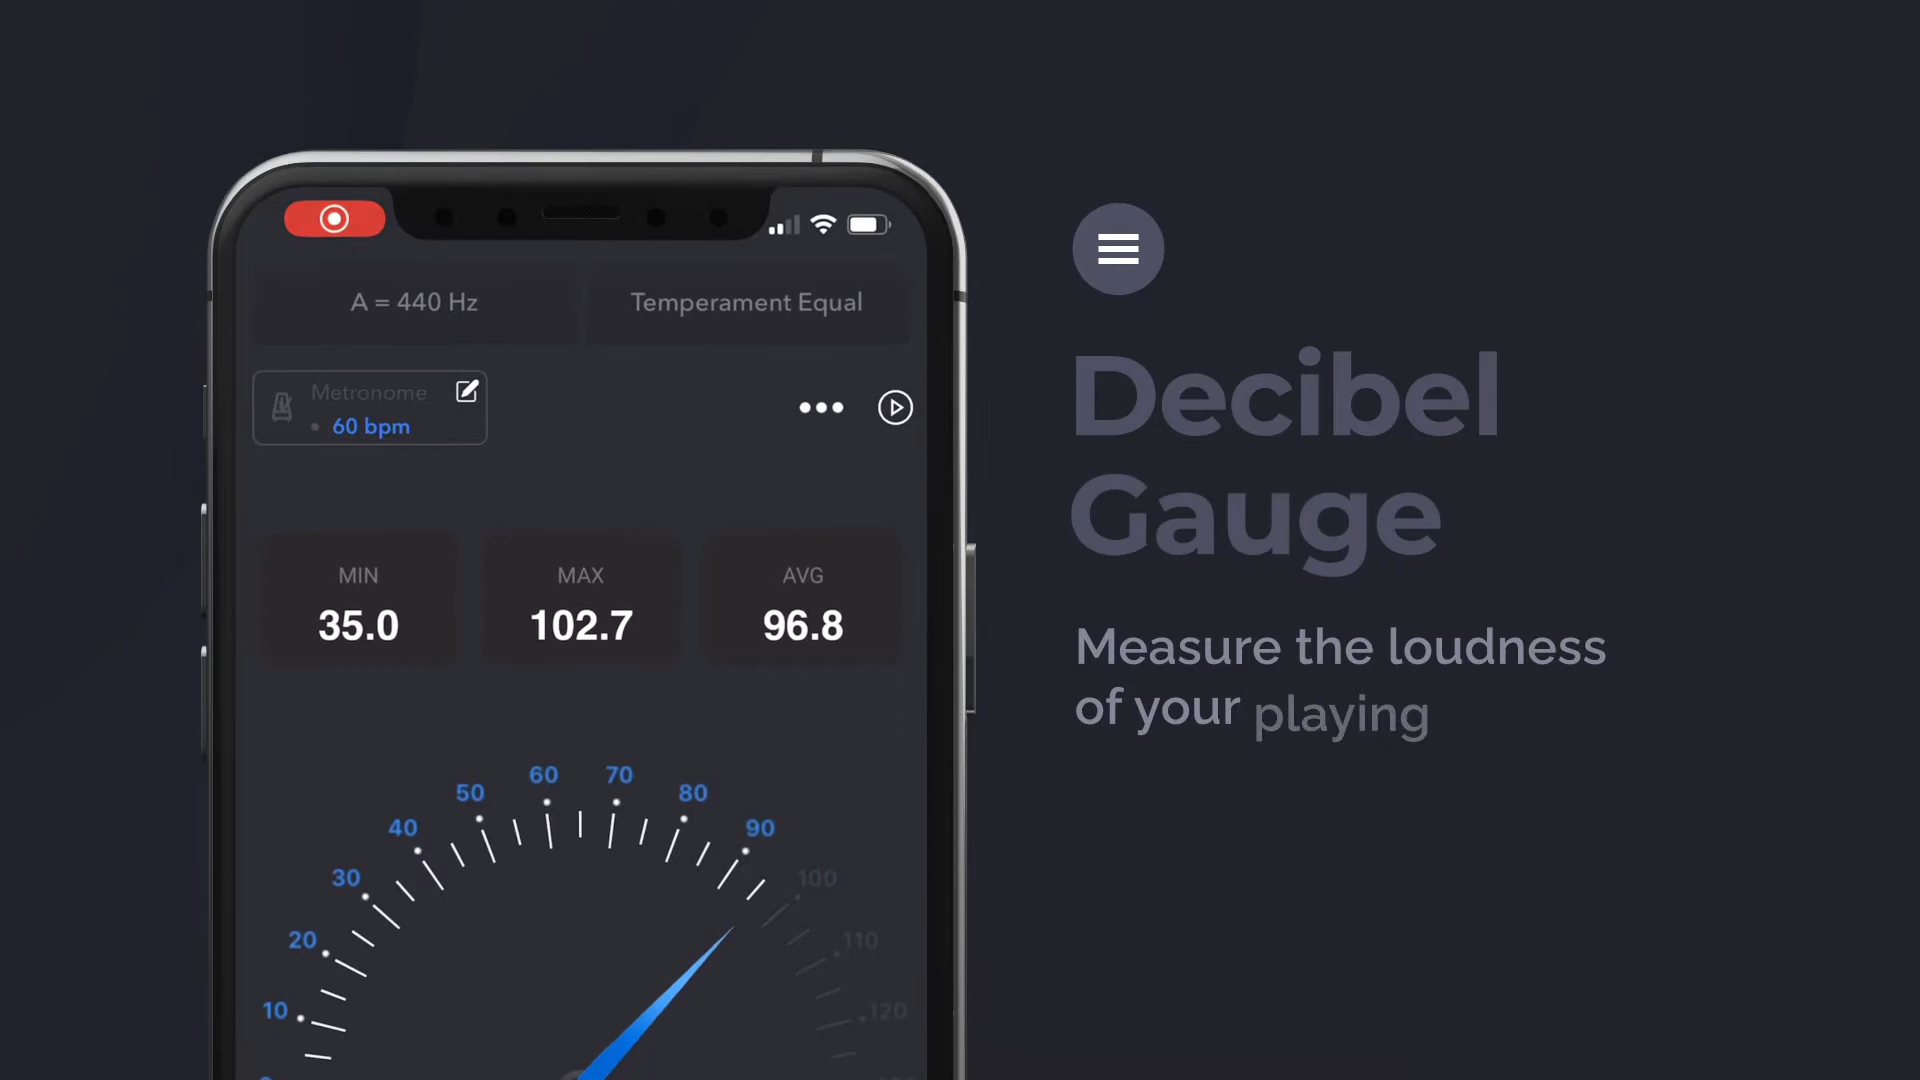 A = 440 Hz
Temperament Equal
Metronome
60 bpm
MIN
MAX
AVG
35.0
102.7
96.8
60
70
50
80
40
90
30
100
20
110
10
120
Decibel
Gauge
Measure the loudness
of your playing